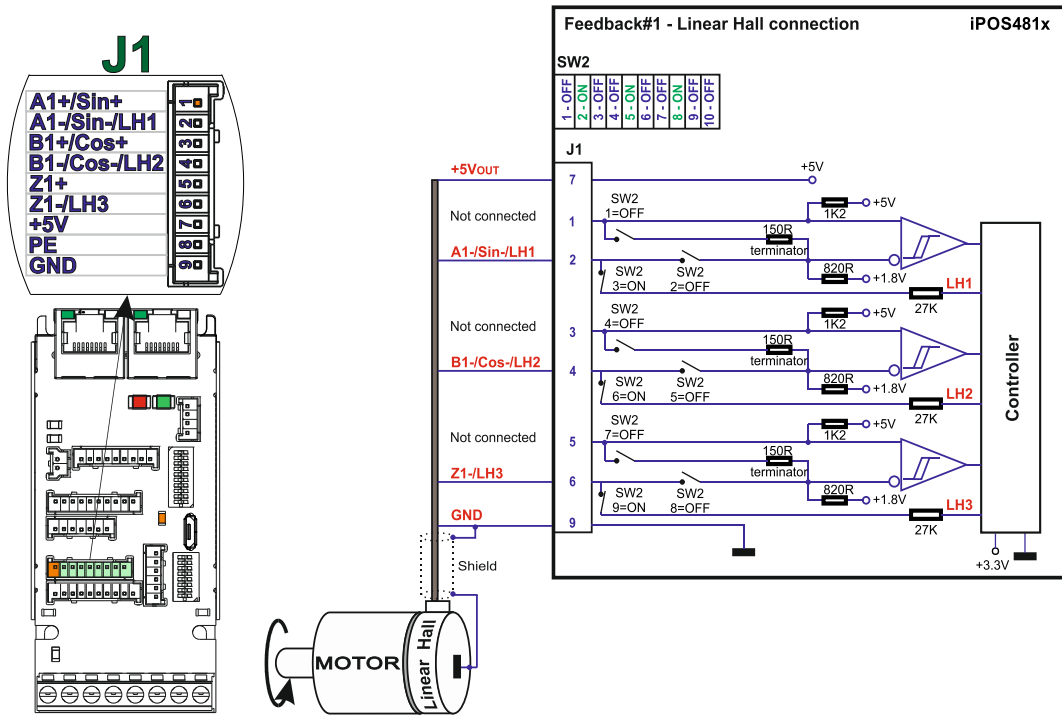 J1
A1+/Sin+ 1
A1-/Sin-/LH1 2
B1+/Cos+ 3
B1-/Cos-/LH2 4
Z1+ 5
Z1-/LH3 6
+5V 7
PE 8
GND 9
Feedback#1 - Linear Hall connection iPOS481x
SW2
1 - OFF
2 - ON
3 - OFF
4 - OFF
5 - ON
6 - OFF
7 - OFF
8 - ON
9 - OFF
10 - OFF
J1
+5VOUT 7 +5V
Not connected 1
SW2
1=OFF
1K2 +5V
150R
terminator
A1-/Sin-/LH1 2
SW2
3=ON
SW2
2=OFF
820R
+1.8V
LH1
27K
Not connected 3
SW2
4=OFF
1K2 +5V
150R
terminator
B1-/Cos-/LH2 4
SW2
6=ON
SW2
5=OFF
820R
+1.8V
LH2
27K
Not connected 5
SW2
7=OFF
1K2 +5V
150R
terminator
Z1-/LH3 6
SW2
9=ON
SW2
8=OFF
820R
+1.8V
LH3
27K
GND 9
Controller
+3.3V
Shield
MOTOR
Linear Hall